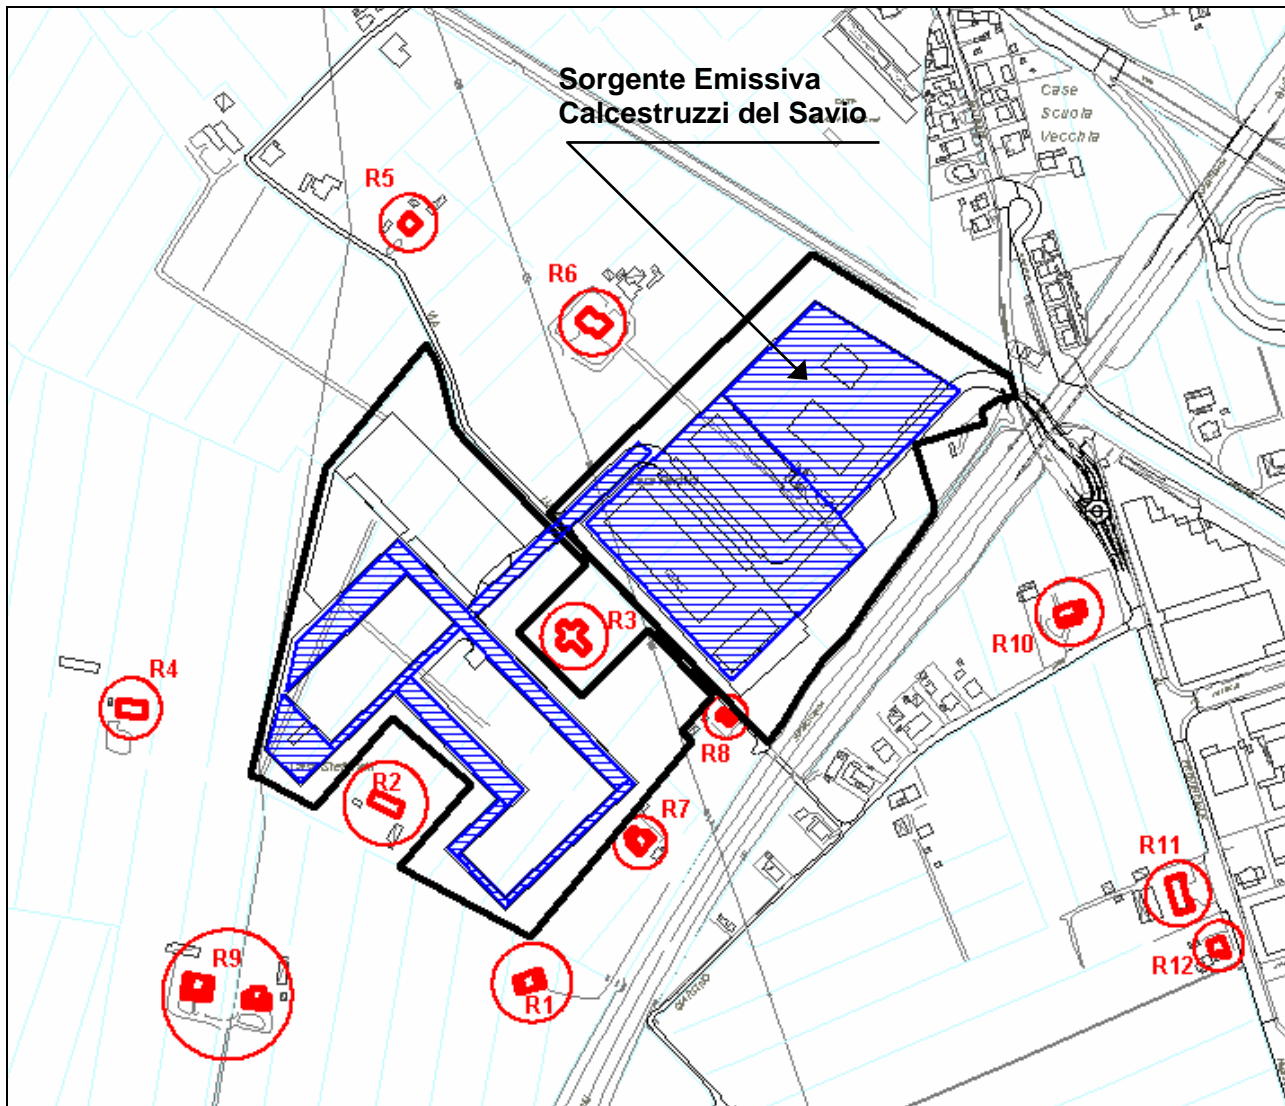 Sorgente Emissiva
Calcestruzzi del Savio
Case
Scuola
Vecchia
R5
R6
R3
R10
R4
R8
R2
R7
R11
R12
R9
R1